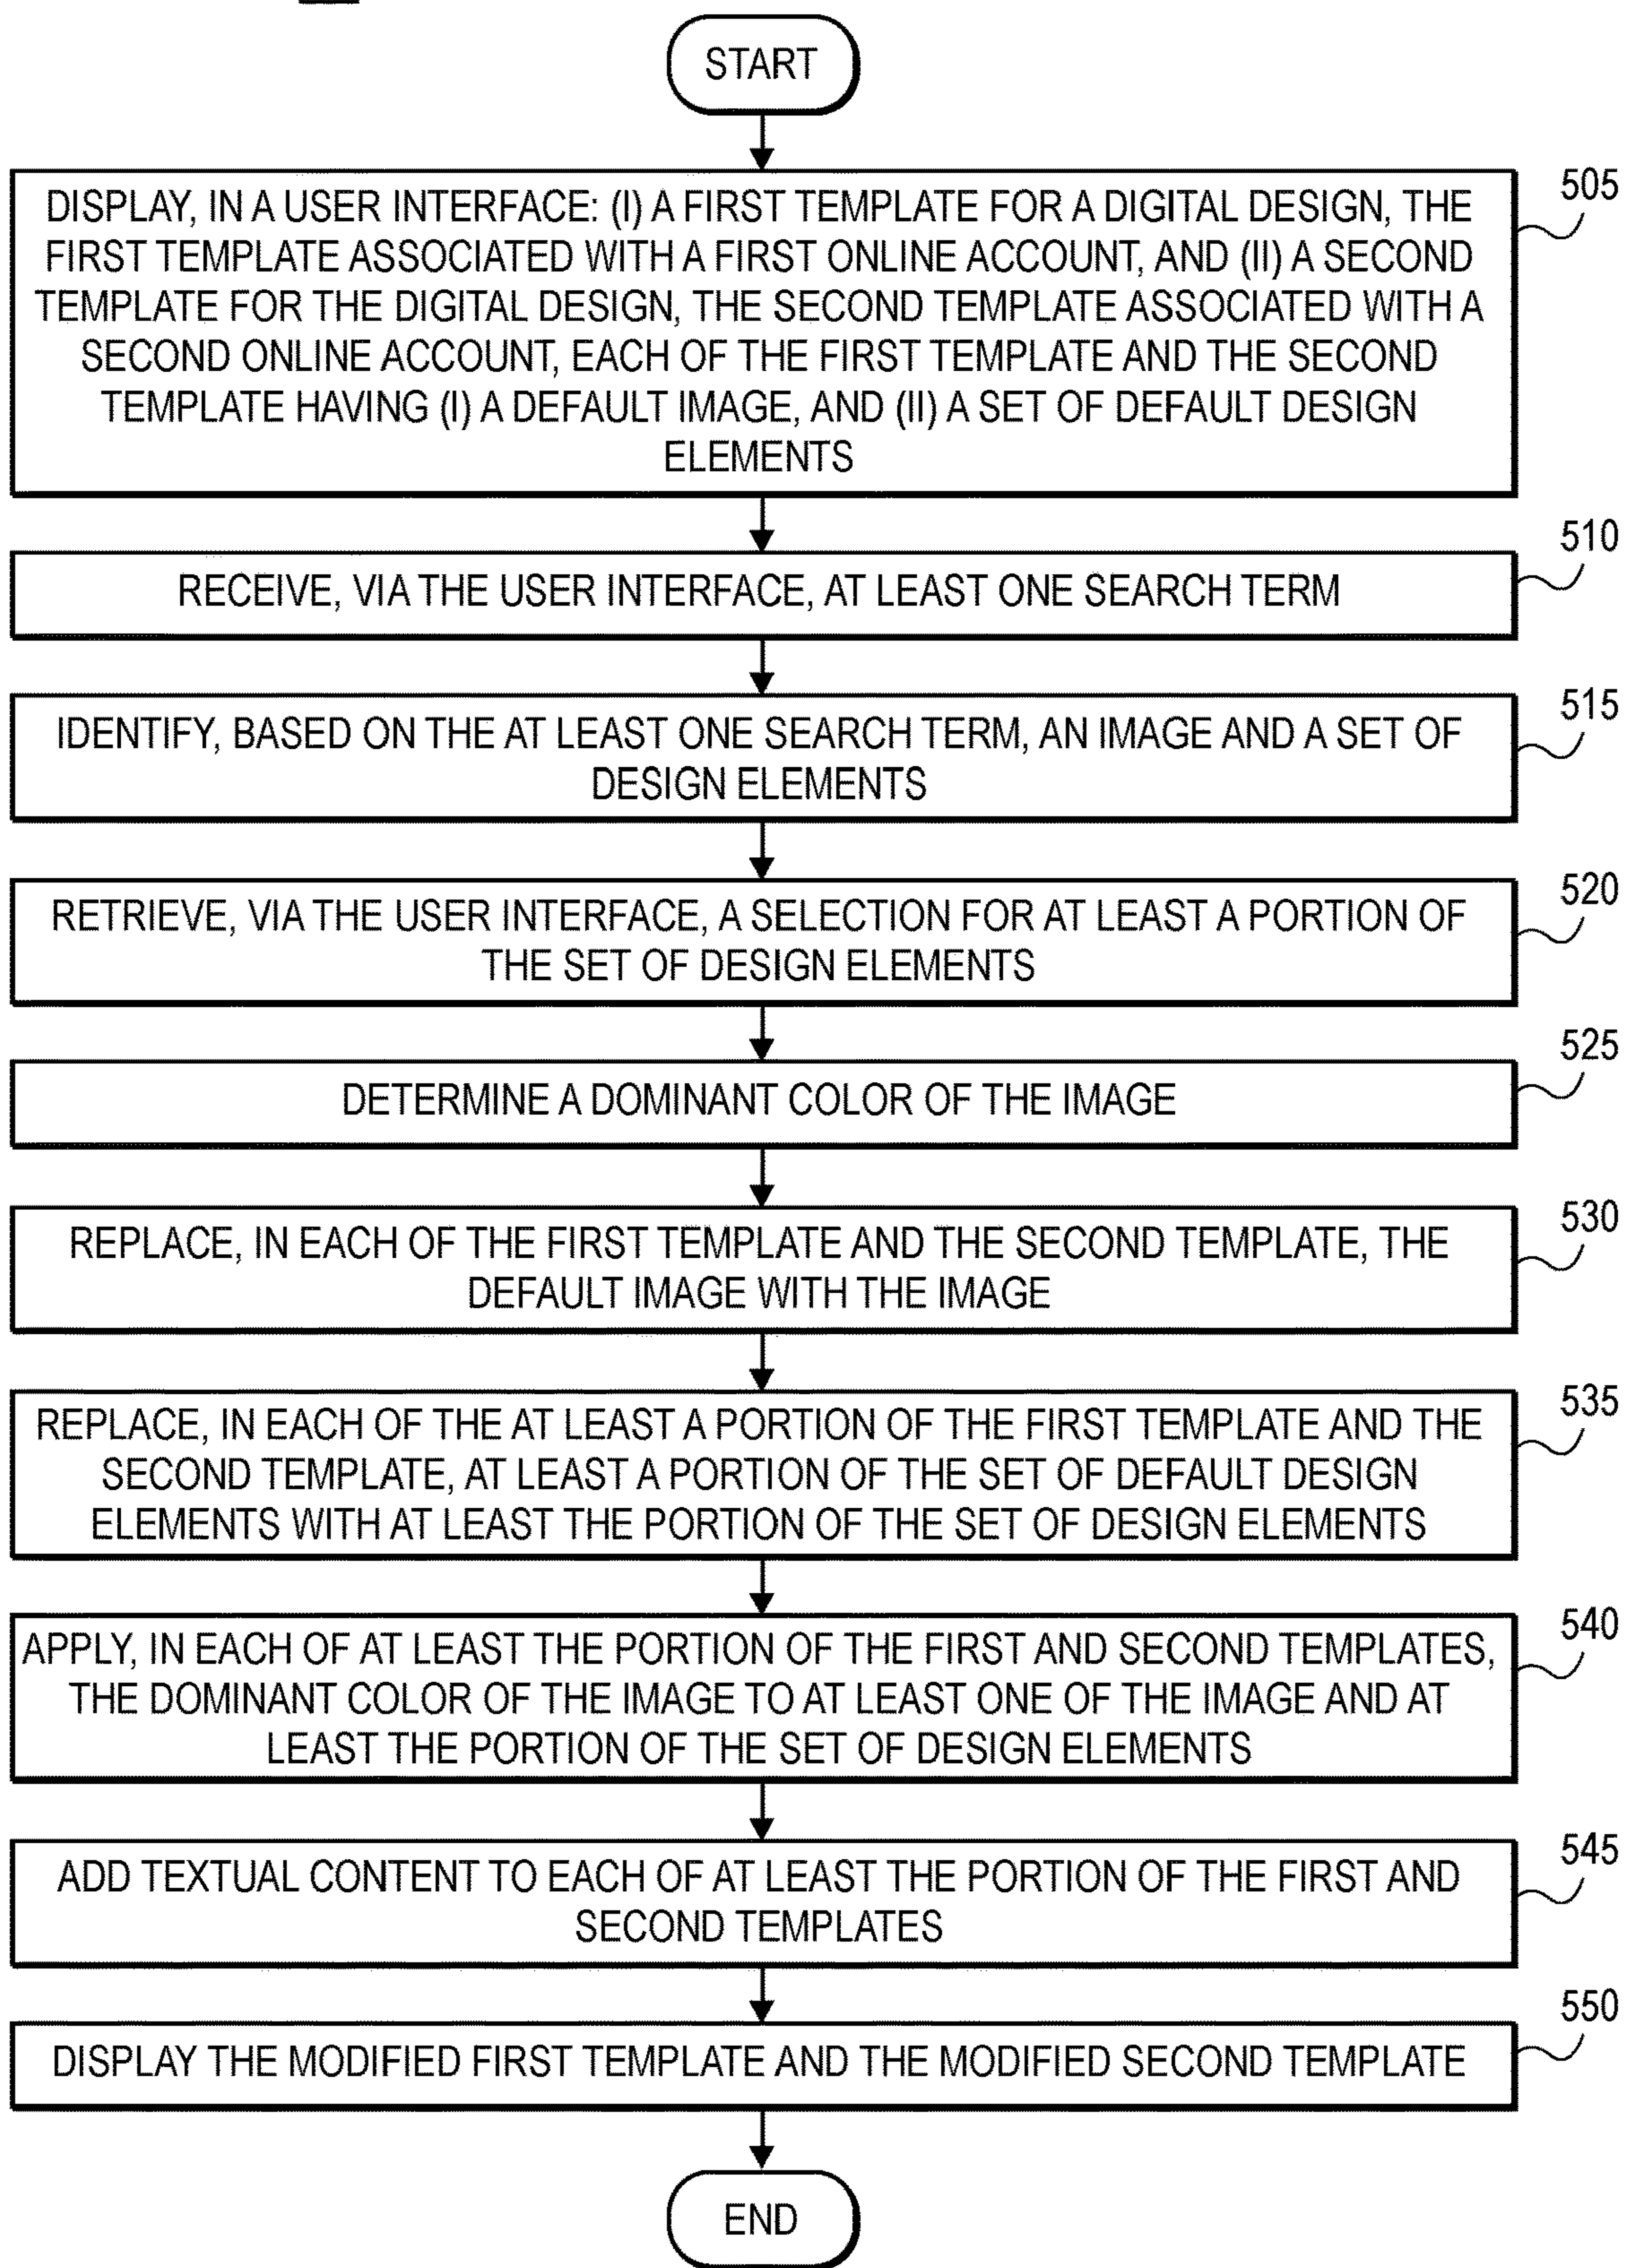 START
DISPLAY, IN A USER INTERFACE: (I) A FIRST TEMPLATE FOR A DIGITAL DESIGN, THE
FIRST TEMPLATE ASSOCIATED WITH A FIRST ONLINE ACCOUNT, AND (II) A SECOND
TEMPLATE FOR THE DIGITAL DESIGN, THE SECOND TEMPLATE ASSOCIATED WITH A
SECOND ONLINE ACCOUNT, EACH OF THE FIRST TEMPLATE AND THE SECOND
TEMPLATE HAVING (I) A DEFAULT IMAGE, AND (II) A SET OF DEFAULT DESIGN
ELEMENTS
505
RECEIVE, VIA THE USER INTERFACE, AT LEAST ONE SEARCH TERM
510
IDENTIFY, BASED ON THE AT LEAST ONE SEARCH TERM, AN IMAGE AND A SET OF
DESIGN ELEMENTS
515
RETRIEVE, VIA THE USER INTERFACE, A SELECTION FOR AT LEAST A PORTION OF
THE SET OF DESIGN ELEMENTS
520
DETERMINE A DOMINANT COLOR OF THE IMAGE
525
REPLACE, IN EACH OF THE FIRST TEMPLATE AND THE SECOND TEMPLATE, THE
DEFAULT IMAGE WITH THE IMAGE
530
REPLACE, IN EACH OF THE AT LEAST A PORTION OF THE FIRST TEMPLATE AND THE
SECOND TEMPLATE, AT LEAST A PORTION OF THE SET OF DEFAULT DESIGN
ELEMENTS WITH AT LEAST THE PORTION OF THE SET OF DESIGN ELEMENTS
535
APPLY, IN EACH OF AT LEAST THE PORTION OF THE FIRST AND SECOND TEMPLATES,
THE DOMINANT COLOR OF THE IMAGE TO AT LEAST ONE OF THE IMAGE AND AT
LEAST THE PORTION OF THE SET OF DESIGN ELEMENTS
540
ADD TEXTUAL CONTENT TO EACH OF AT LEAST THE PORTION OF THE FIRST AND
SECOND TEMPLATES
545
DISPLAY THE MODIFIED FIRST TEMPLATE AND THE MODIFIED SECOND TEMPLATE
550
END